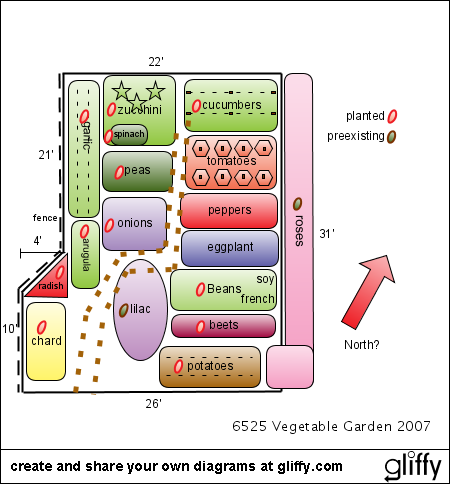 22'
zucchini
cucumbers
planted
garlic
spinach
preexisting
21'
tomatoes
peas
peppers
roses
fence
onions
31'
4'
arugula
eggplant
radish
Beans
soy
french
10'
lilac
beets
chard
North?
potatoes
26'
6525 Vegetable Garden 2007
create and share your own diagrams at gliffy.com
gliffy